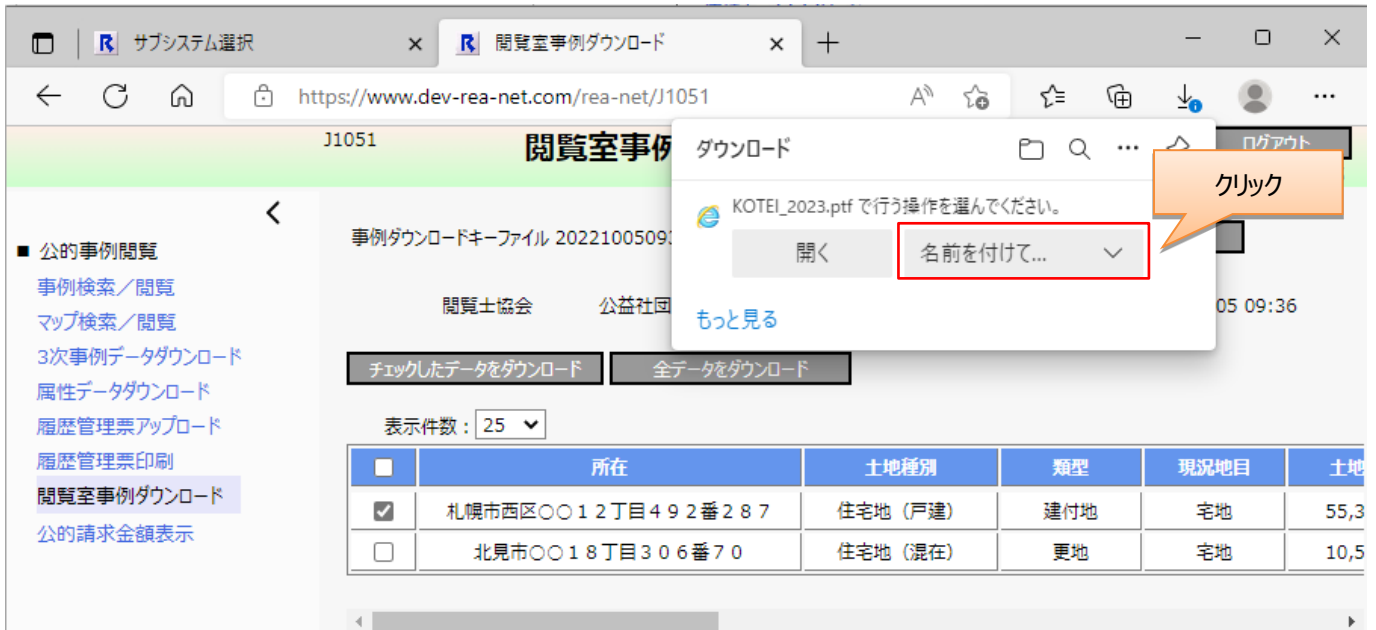 サブシステム選択
閲覧室事例ダウンロード
https://www.dev-rea-net.com/rea-net/J1051
J1051
閲覧室事例
ログアウト
ダウンロード
クリック
KOTEI_2023.ptf で行う操作を選んでください。
開く
名前を付けて...
もっと見る
■ 公的事例閲覧
事例検索／閲覧
マップ検索／閲覧
3次事例データダウンロード
属性データダウンロード
履歴管理票アップロード
履歴管理票印刷
閲覧室事例ダウンロード
公的請求金額表示
事例ダウンロードキーファイル 2022100509
閲覧士協会 公益社団 05 09:36
チェックしたデータをダウンロード 全データをダウンロード
表示件数 : 25
所在 土地種別 類型 現況地目 土地
札幌市西区○○１２丁目４９２番２８７ 住宅地（戸建） 建付地 宅地 55,3
北見市○○１８丁目３０６番７０ 住宅地（混在） 更地 宅地 10,5